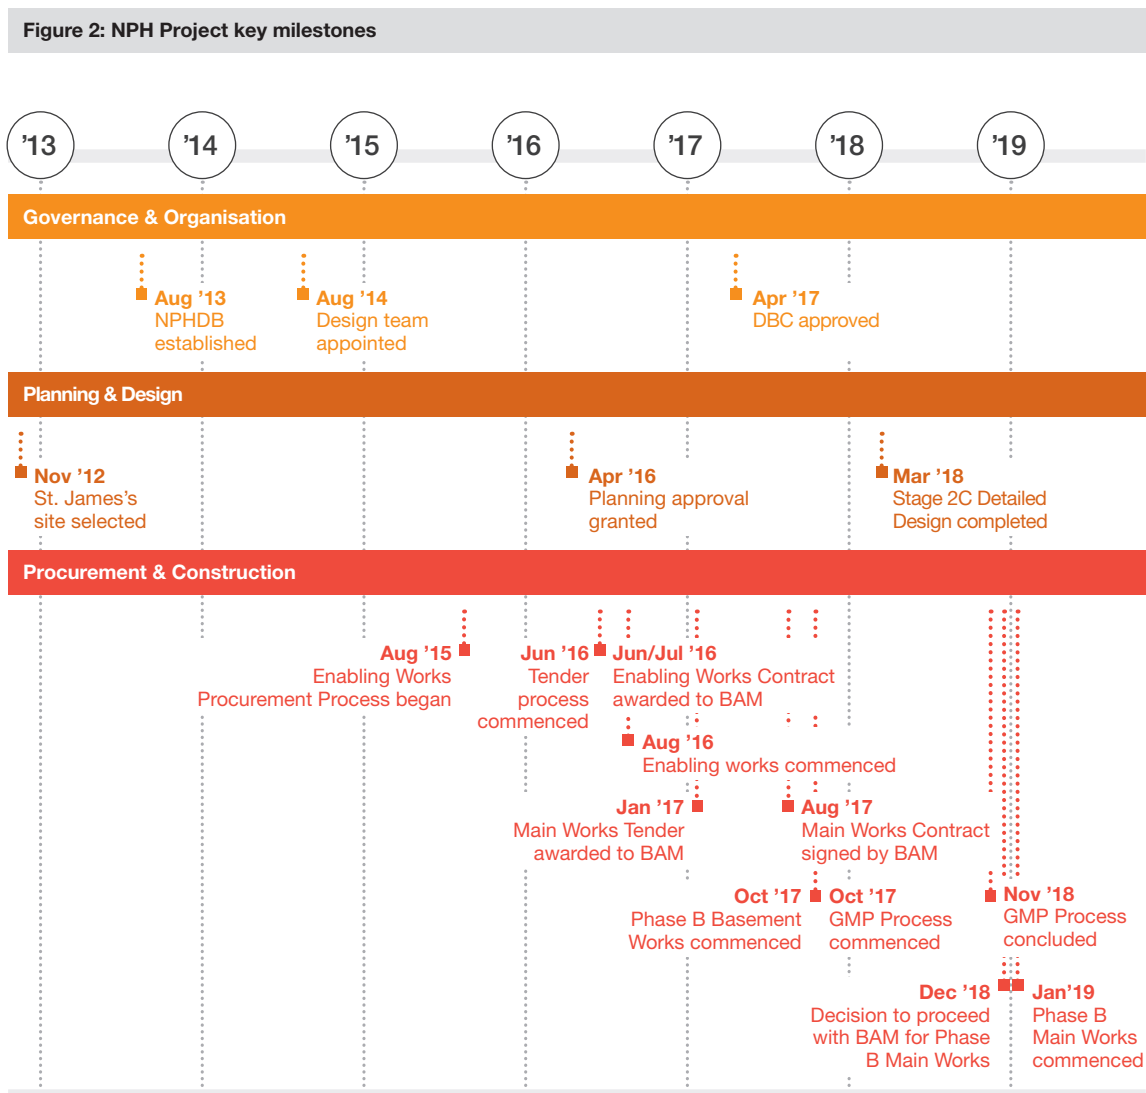 Figure 2: NPH Project key milestones
’13
’14
’15
’16
’17
’18
’19
Governance & Organisation
Aug ’13
NPHDB
established
Aug ’14
Design team
appointed
Apr ’17
DBC approved
Planning & Design
Nov ’12
St. James’s
site selected
Apr ’16
Planning approval
granted
Mar ’18
Stage 2C Detailed
Design completed
Procurement & Construction
Aug ’15
Enabling Works
Procurement Process began
Jun ’16
Tender
process
commenced
Jun/Jul ’16
Enabling Works Contract
awarded to BAM
Aug ’16
Enabling works commenced
Jan ’17
Main Works Tender
awarded to BAM
Aug ’17
Main Works Contract
signed by BAM
Oct ’17
Phase B Basement
Works commenced
Oct ’17
GMP Process
commenced
Nov ’18
GMP Process
concluded
Dec ’18
Decision to proceed
with BAM for Phase
B Main Works
Jan’19
Phase B
Main Works
commenced